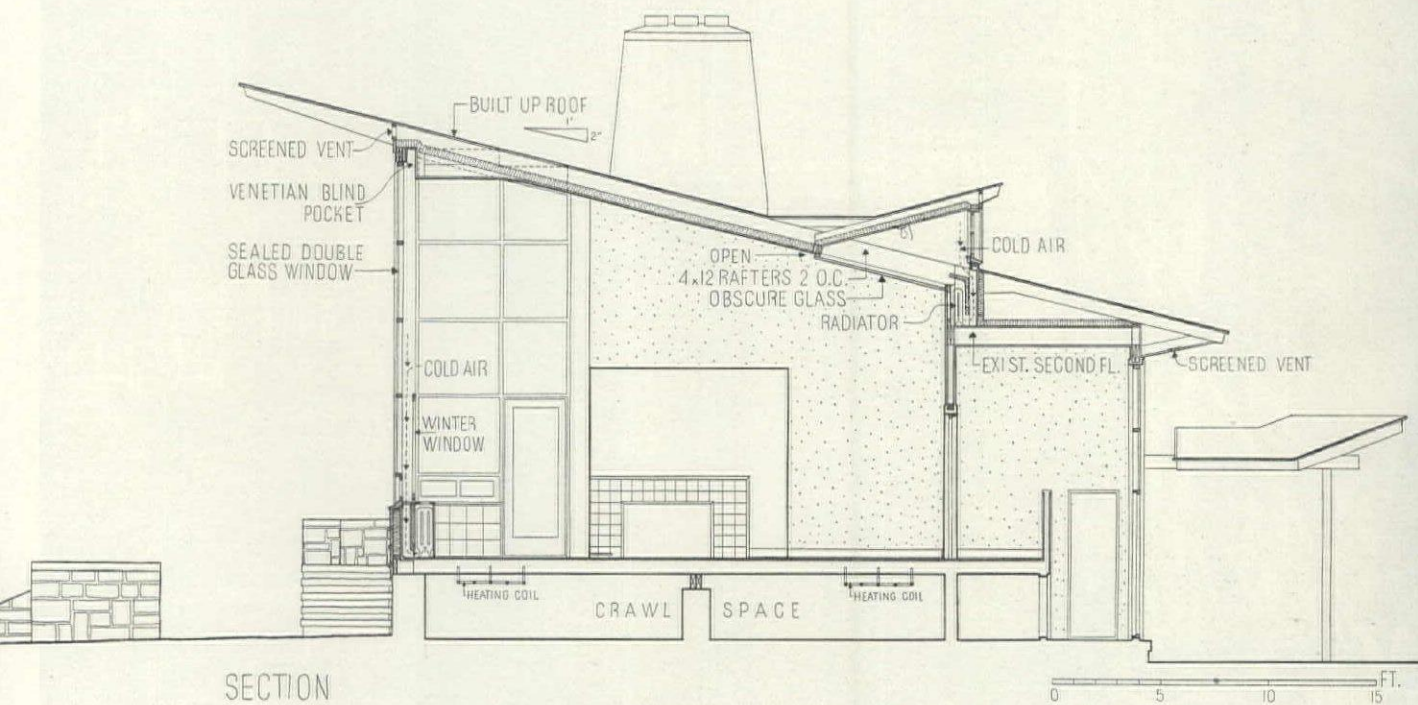 BUILT UP ROOF
1'
2"
SCREENED VENT
VENETIAN BLIND
POCKET
SEALED DOUBLE
GLASS WINDOW
OPEN
4x12 RAFTERS 2 O.C.
OBSCURE GLASS
RADIATOR
COLD AIR
EXIST. SECOND FL.
SCREENED VENT
COLD AIR
WINTER
WINDOW
HEATING COIL
HEATING COIL
CRAWL SPACE
SECTION
FT.
0 5 10 15